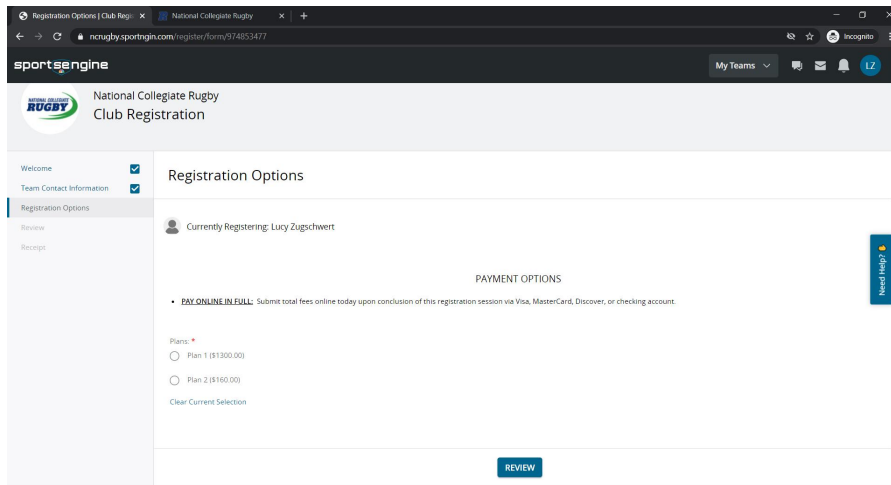 Registration Options | Club Regi
National Collegiate Rugby
ncrugby.sportngin.com/register/form/974853477
Incognito
sportsengine
My Teams
LZ
NATIONAL COLLEGIATE
RUGBY
National Collegiate Rugby
Club Registration
Welcome
Team Contact Information
Registration Options
Review
Receipt
Registration Options
Currently Registering: Lucy Zugschwert
PAYMENT OPTIONS
• PAY ONLINE IN FULL: Submit total fees online today upon conclusion of this registration session via Visa, MasterCard, Discover, or checking account.
Plans: *
Plan 1 ($1300.00)
Plan 2 ($160.00)
Clear Current Selection
REVIEW
Need Help?